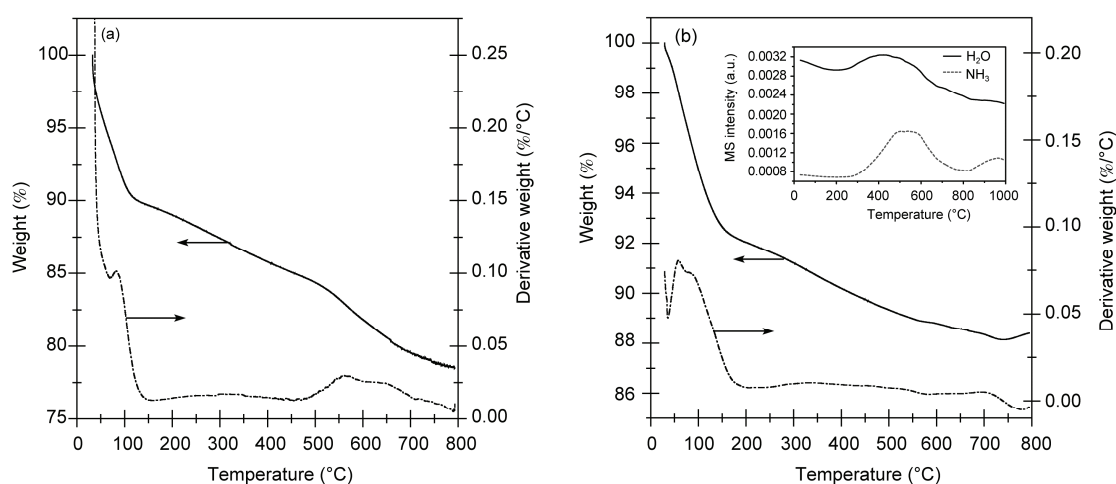 (a)
100
95
90
85
80
75
0.25
0.20
0.15
0.10
0.05
0.00
Weight (%)
Derivative weight (%/°C)
0 100 200 300 400 500 600 700 800
Temperature (°C)
(b)
100
98
96
94
92
90
88
86
0.20
0.15
0.10
0.05
0.00
Weight (%)
Derivative weight (%/°C)
0 100 200 300 400 500 600 700 800
Temperature (°C)
0.0032
0.0028
0.0024
0.0020
0.0016
0.0012
0.0008
MS intensity (a.u.)
H₂O
NH₃
0 200 400 600 800 1000
Temperature (°C)